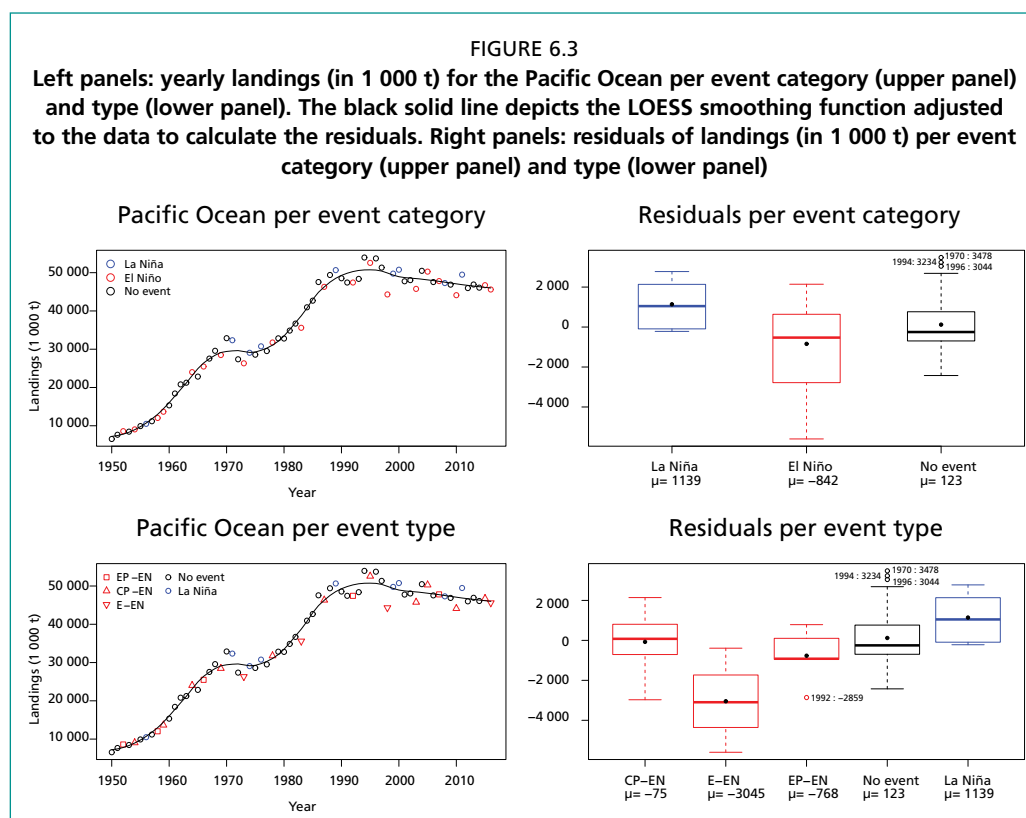 FIGURE 6.3
Left panels: yearly landings (in 1 000 t) for the Pacific Ocean per event category (upper panel)
and type (lower panel). The black solid line depicts the LOESS smoothing function adjusted
to the data to calculate the residuals. Right panels: residuals of landings (in 1 000 t) per event
category (upper panel) and type (lower panel)
Pacific Ocean per event category
La Niña
El Niño
No event
50 000
40 000
30 000
20 000
10 000
Landings (1 000 t)
1950 1960 1970 1980 1990 2000 2010
Year
Residuals per event category
1970 : 3478
1994: 3234
1996 : 3044
2 000
0
−2 000
−4 000
La Niña El Niño No event
μ= 1139 μ= −842 μ= 123
Pacific Ocean per event type
EP −EN No event
CP −EN La Niña
E−EN
50 000
40 000
30 000
20 000
10 000
Landings (1 000 t)
1950 1960 1970 1980 1990 2000 2010
Year
Residuals per event type
1970 : 3478
1994 : 3234
1996 : 3044
1992 : −2859
2 000
0
−2 000
−4 000
CP−EN E−EN EP−EN No event La Niña
μ= −75 μ= −3045 μ= −768 μ= 123 μ= 1139